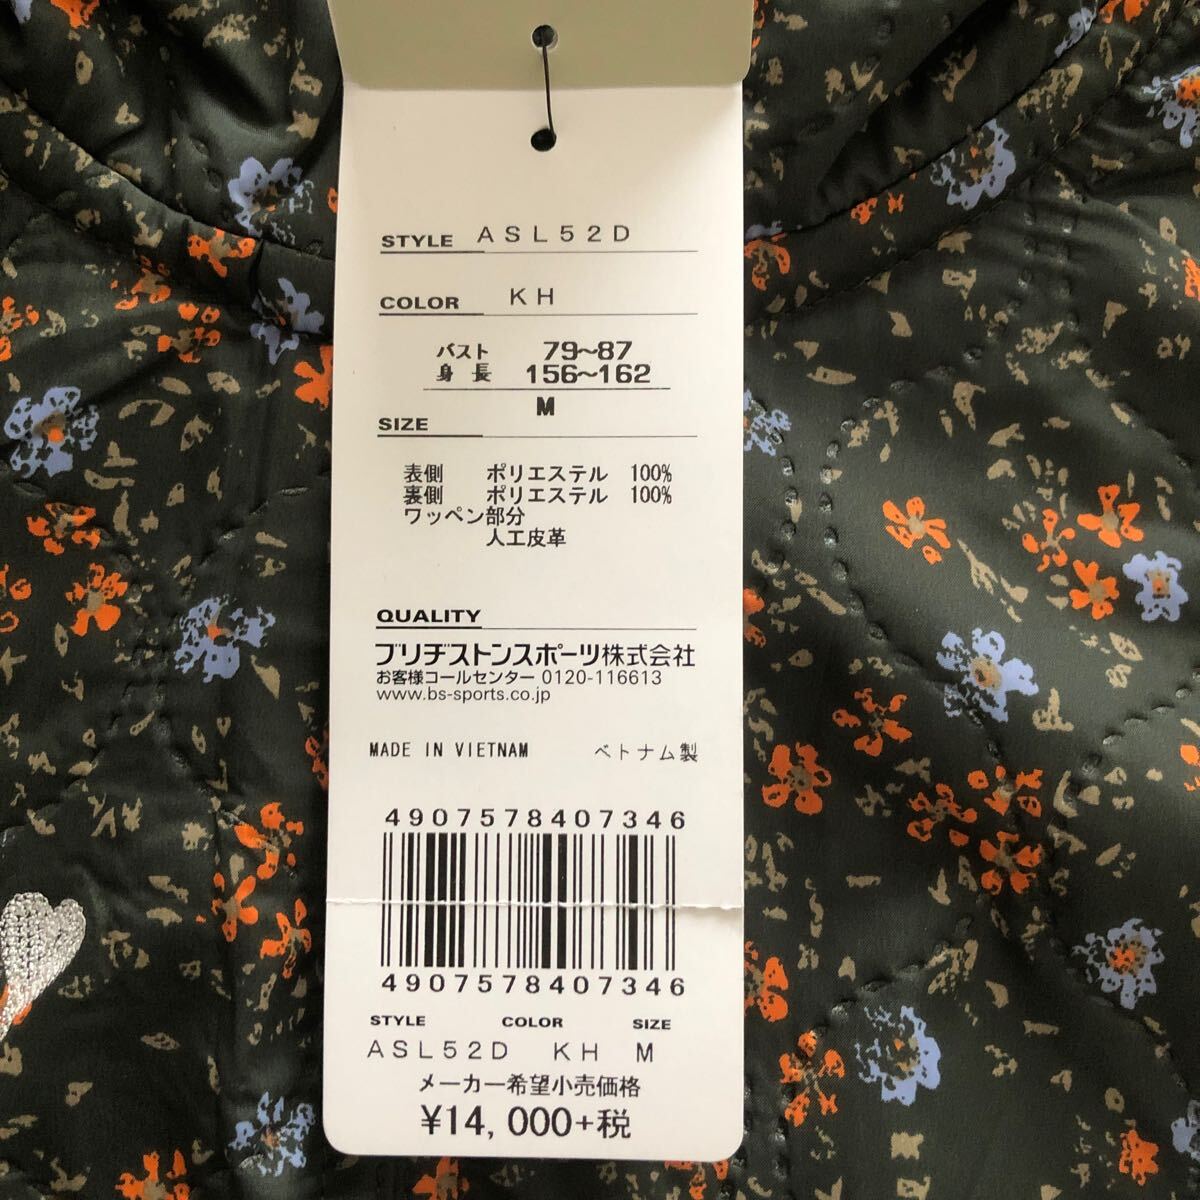 STYLE ASL52D
COLOR KH
バスト 79~87
身長 156~162
M
SIZE
表側 ポリエステル 100%
裏側 ポリエステル 100%
ワッペン部分
人工皮革
QUALITY
ブリヂストンスポーツ株式会社
お客様コールセンター 0120-116613
www.bs-sports.co.jp
MADE IN VIETNAM ベトナム製
4907578407346
4907578407346
STYLE COLOR SIZE
ASL52D KH M
メーカー希望小売価格
¥14,000+税